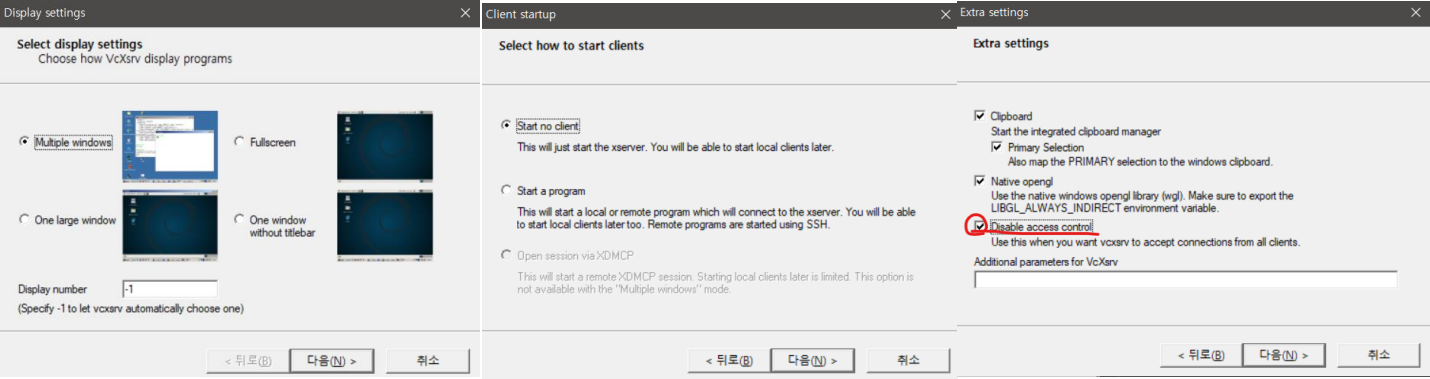 Display settings
Select display settings
Choose how VcXsrv display programs
Multiple windows
Fullscreen
One large window
One window
without titlebar
Display number
-1
(Specify -1 to let vcxsrv automatically choose one)
< 뒤로(B)
다음(N) >
취소
Client startup
Select how to start clients
Start no client
This will just start the xserver. You will be able to start local clients later.
Start a program
This will start a local or remote program which will connect to the xserver. You will be able
to start local clients later too. Remote programs are started using SSH.
Open session via XDMCP
This will start a remote XDMCP session. Starting local clients later is limited. This option is
not available with the "Multiple windows" mode.
< 뒤로(B)
다음(N) >
취소
Extra settings
Extra settings
Clipboard
Start the integrated clipboard manager
Primary Selection
Also map the PRIMARY selection to the windows clipboard.
Native opengl
Use the native windows opengl library (wgl). Make sure to export the
LIBGL_ALWAYS_INDIRECT environment variable.
Disable access control
Use this when you want vcxsrv to accept connections from all clients.
Additional parameters for VcXsrv
< 뒤로(B)
다음(N) >
취소